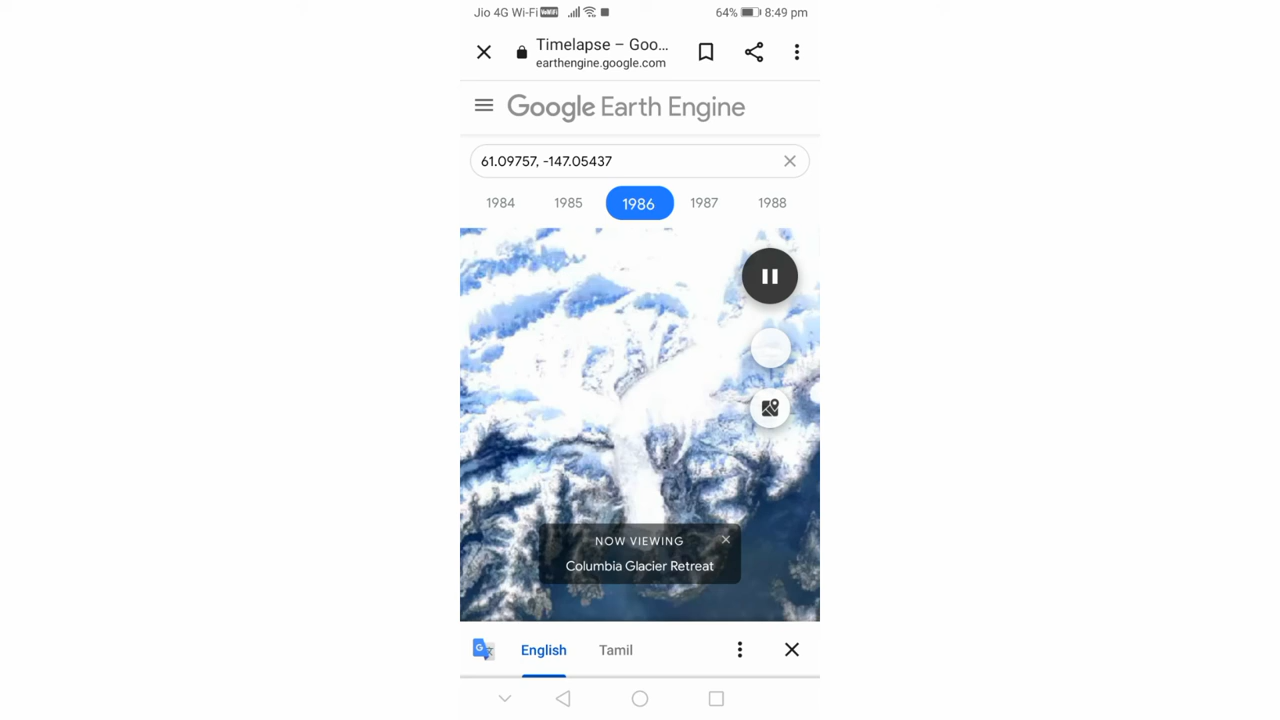 Jio 4G Wi-Fi VoWiFi 64% 8:49 pm
Timelapse – Goo...
earthengine.google.com
Google Earth Engine
61.09757, -147.05437
1984 1985 1986 1987 1988
NOW VIEWING
Columbia Glacier Retreat
English Tamil